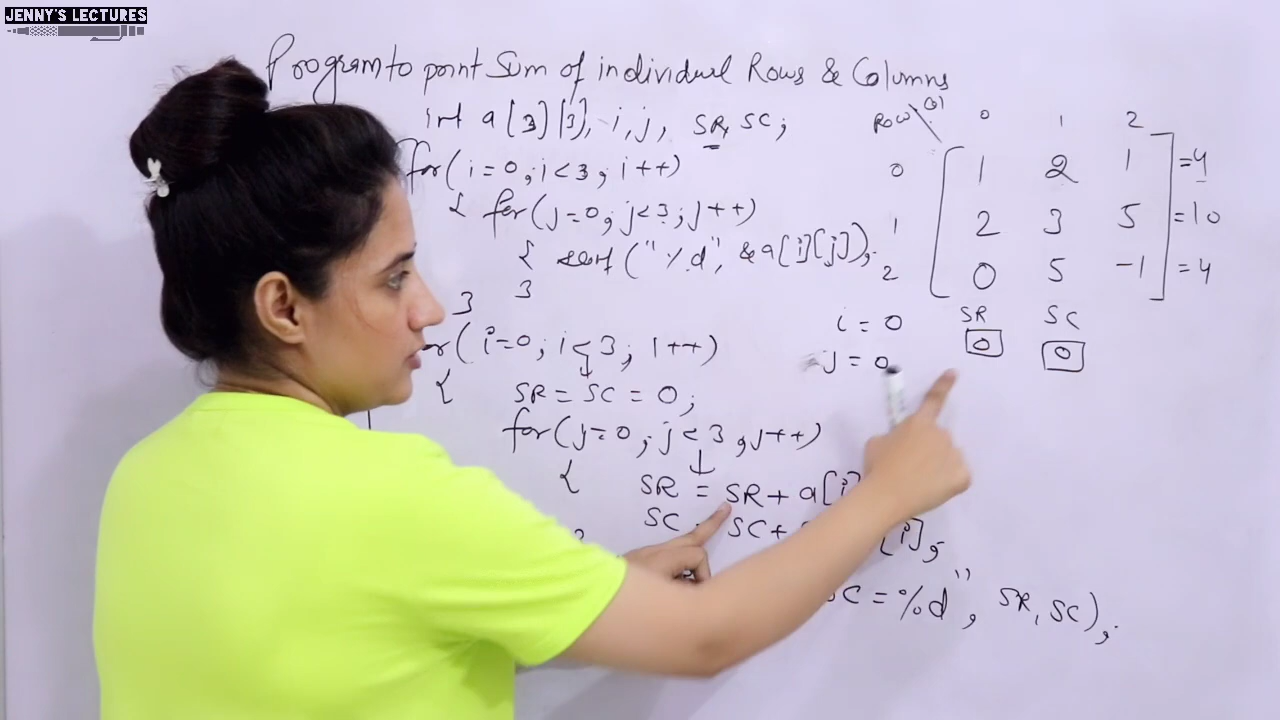 JENNY'S LECTURES
Program to print Sum of individual Rows & Columns
int a[3][3], i, j, SR, SC;
for(i=0; i<3; i++)
{ for(j=0; j<3; j++)
{ scanf("%d", &a[i][j]);
}
}
(i=0; i<3; i++)
{ SR = SC = 0;
for(j=0; j<3; j++)
{ SR = SR + a[i]
SC SC + [i];
SC = %d", SR, SC);
Row \ Col 0 1 2
0 [ 1 2 1 ] = 4
1 2 3 5 = 10
2 0 5 -1 = 4
i = 0 SR SC
j = 0 0 0